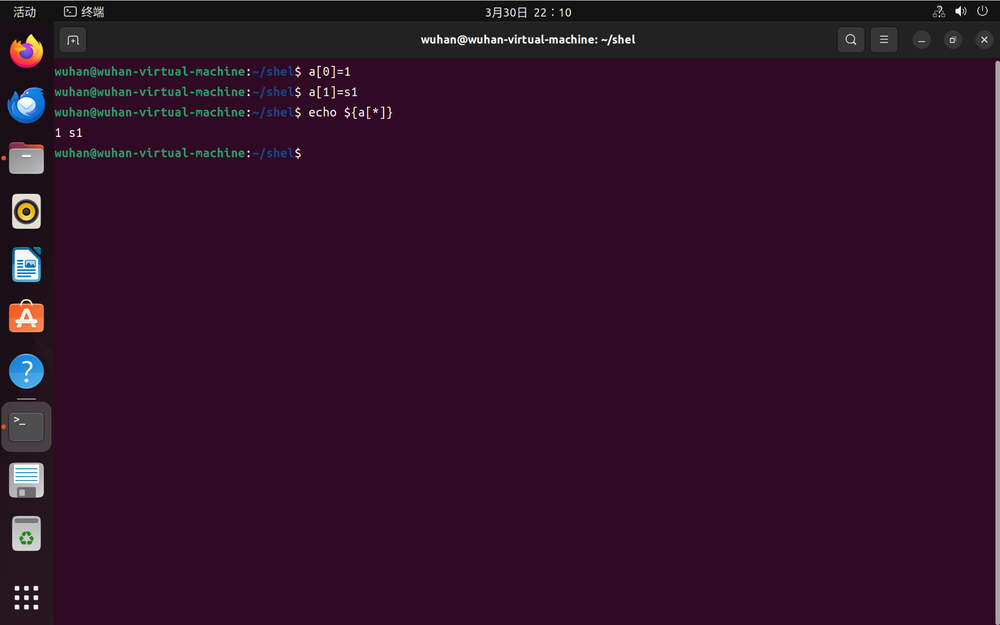 活动
终端
3月30日 22：10
wuhan@wuhan-virtual-machine: ~/shel
wuhan@wuhan-virtual-machine:~/shel$ a[0]=1
wuhan@wuhan-virtual-machine:~/shel$ a[1]=s1
wuhan@wuhan-virtual-machine:~/shel$ echo ${a[*]}
1 s1
wuhan@wuhan-virtual-machine:~/shel$